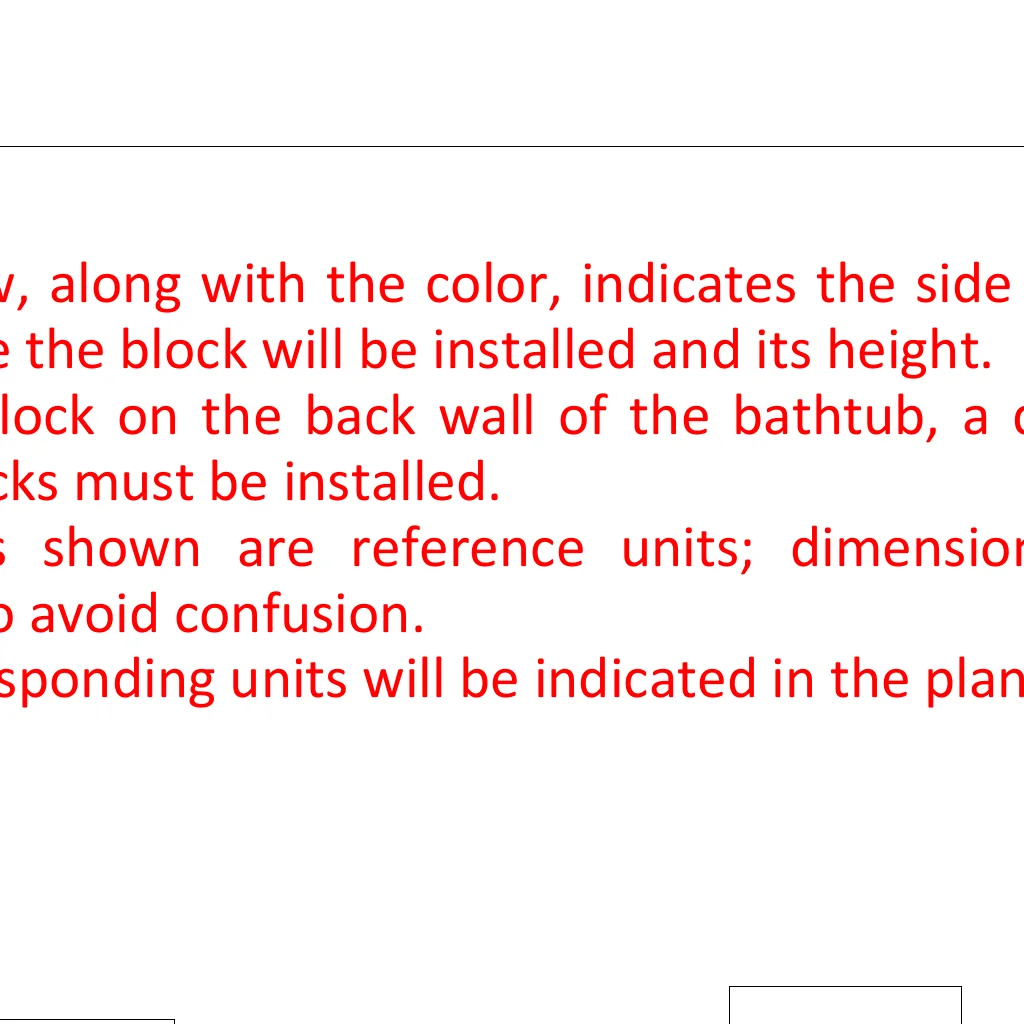 , along with the color, indicates the side
the block will be installed and its height.
lock on the back wall of the bathtub, a
cks must be installed.
s shown are reference units; dimension
o avoid confusion.
sponding units will be indicated in the plan